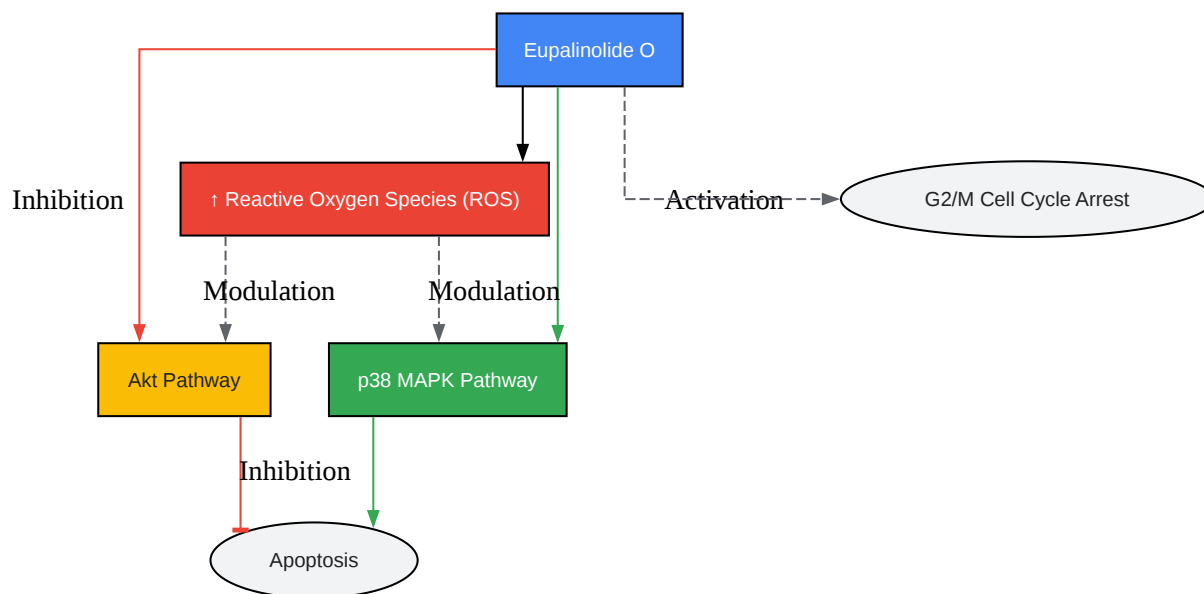 Eupalinolide O
Inhibition
↑ Reactive Oxygen Species (ROS)
Activation
G2/M Cell Cycle Arrest
Modulation
Modulation
Akt Pathway
p38 MAPK Pathway
Inhibition
Apoptosis